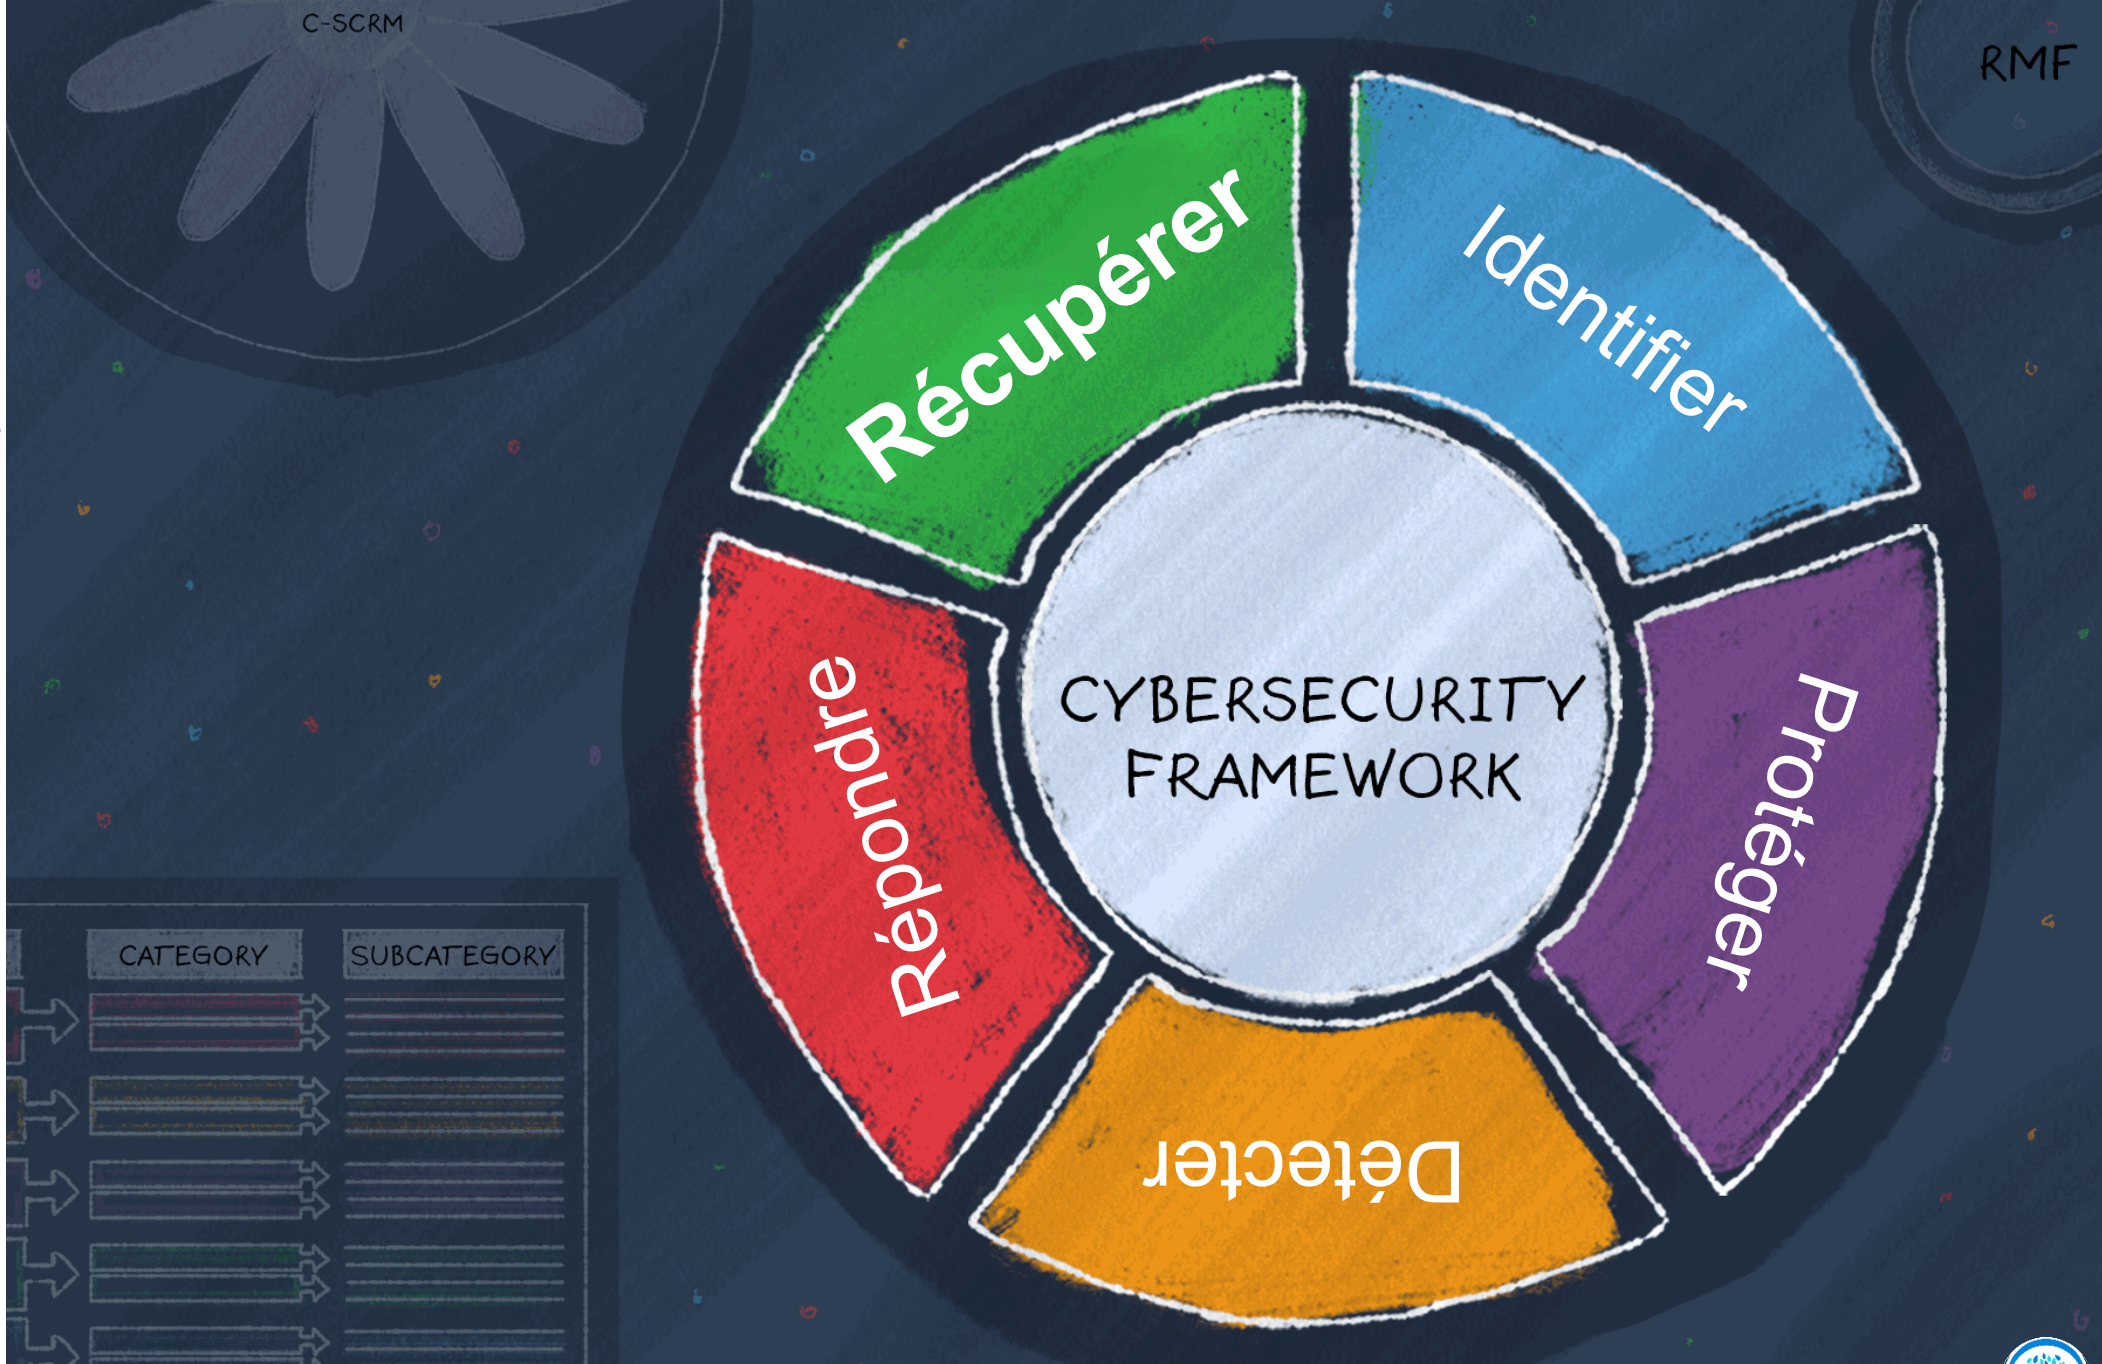 C-SCRM
RMF
Récupérer
Identifier
Répondre
CYBERSECURITY
FRAMEWORK
Protéger
Détecter
CATEGORY
SUBCATEGORY